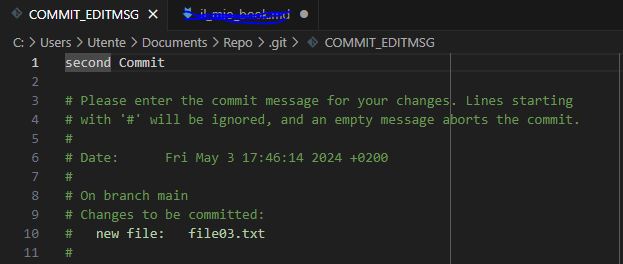 COMMIT_EDITMSG
C: > Users > Utente > Documents > Repo > .git > COMMIT_EDITMSG
1 second Commit
2
3 # Please enter the commit message for your changes. Lines starting
4 # with '#' will be ignored, and an empty message aborts the commit.
5 #
6 # Date:      Fri May 3 17:46:14 2024 +0200
7 #
8 # On branch main
9 # Changes to be committed:
10 #   new file:   file03.txt
11 #